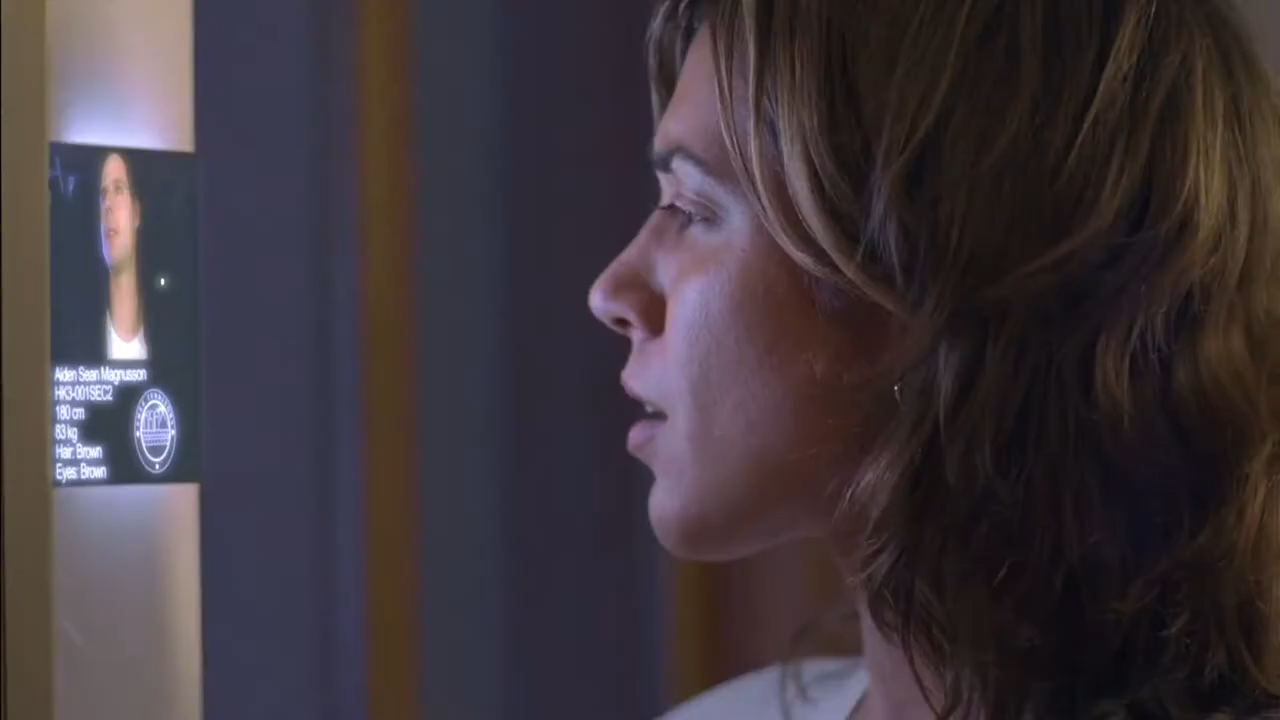 Aiden Sean Magnusson
HK3-001SEC2
180 cm
83 kg
Hair: Brown
Eyes: Brown